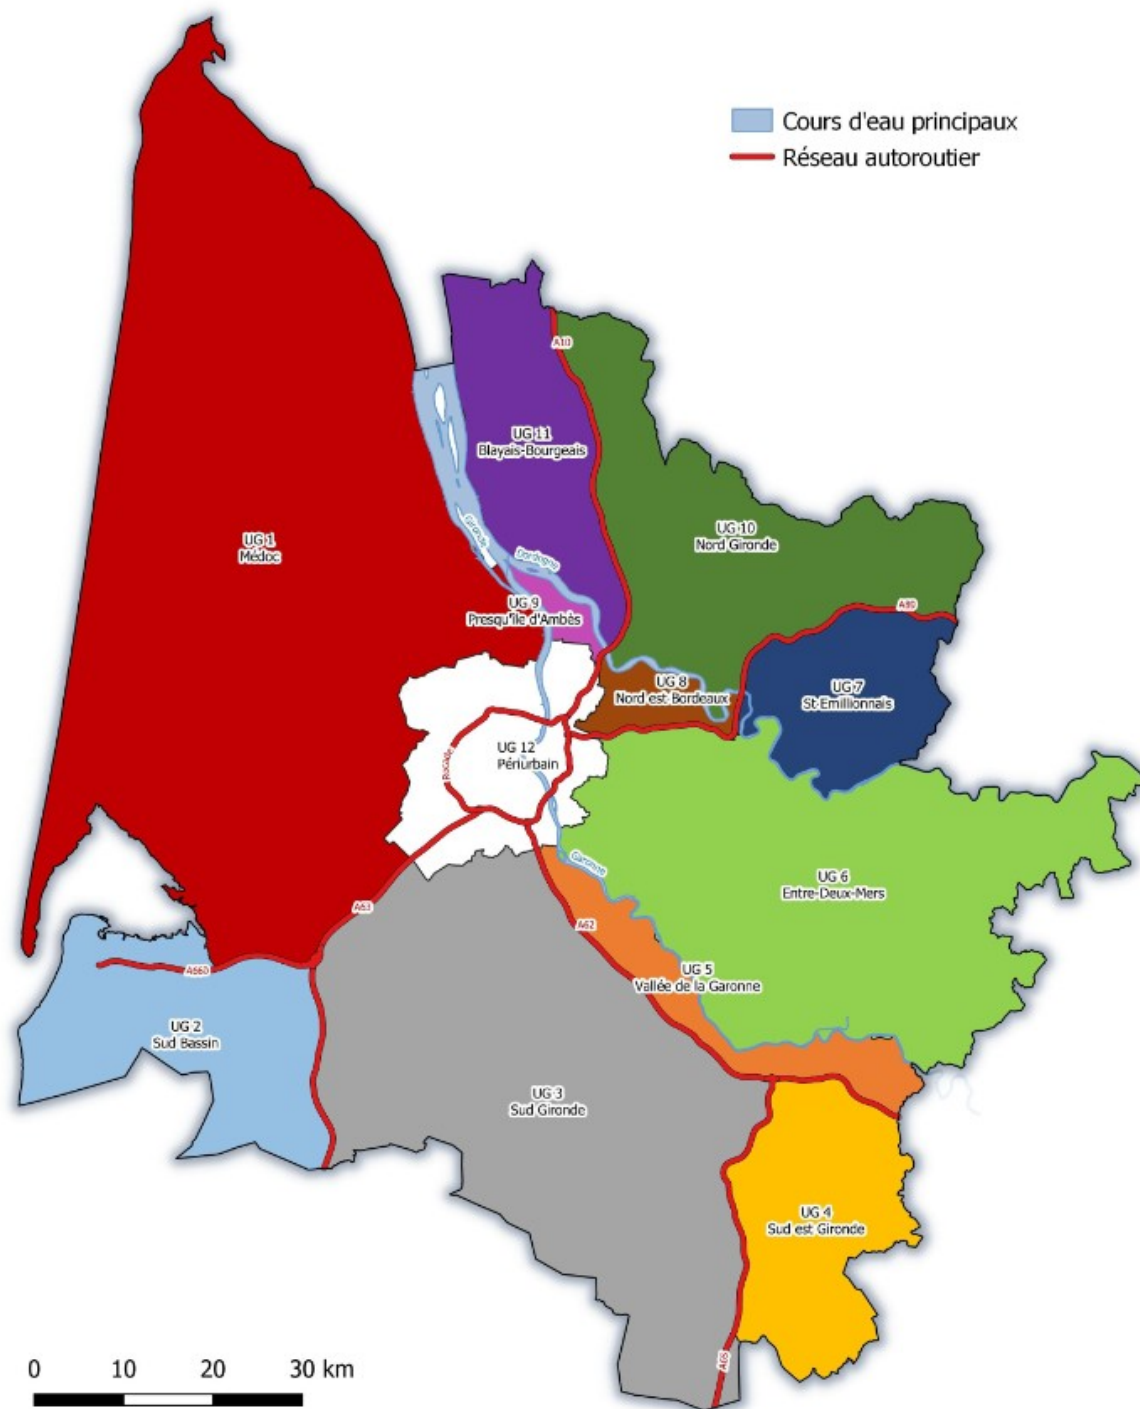 Cours d'eau principaux
Réseau autoroutier
A10
UG 11
Blayais-Bourgeais
UG 10
Nord Gironde
UG 1
Médoc
Gironde
Dordogne
UG 9
Presqu'ile d'Ambès
A89
UG 8
Nord est Bordeaux
UG 7
St Emillionnais
UG 12
Périurbain
Rocade
Garonne
UG 6
Entre-Deux-Mers
A63
A62
A660
UG 5
Vallée de la Garonne
UG 2
Sud Bassin
UG 3
Sud Gironde
UG 4
Sud est Gironde
A65
0 10 20 30 km